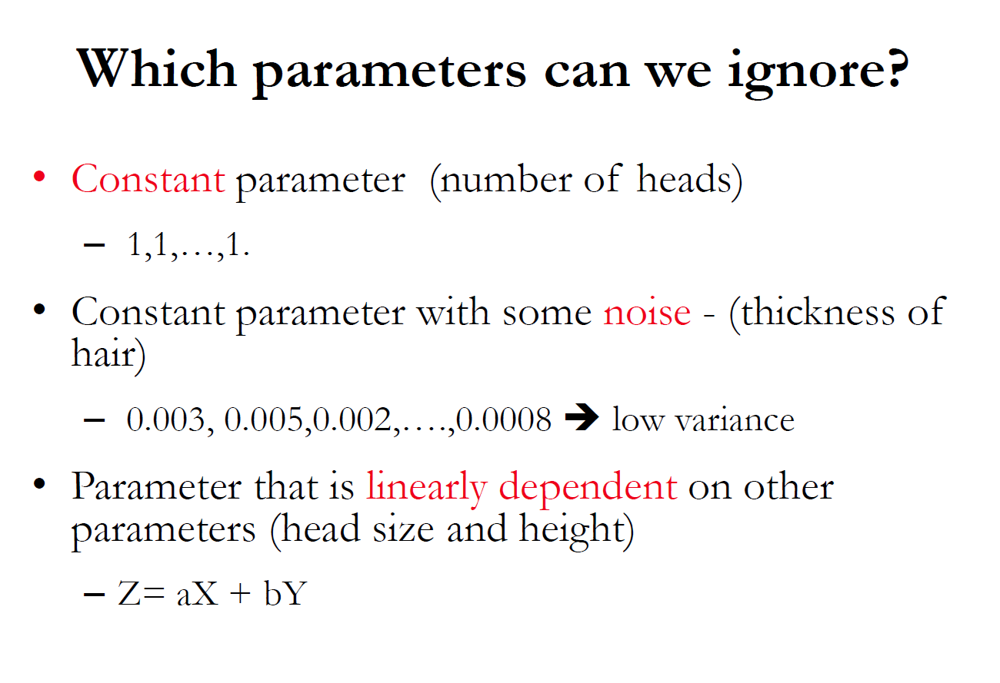 Which parameters can we ignore?
• Constant parameter (number of heads)
– 1,1,…,1.
• Constant parameter with some noise - (thickness of
hair)
– 0.003, 0.005,0.002,….,0.0008 ➔ low variance
• Parameter that is linearly dependent on other
parameters (head size and height)
– Z= aX + bY